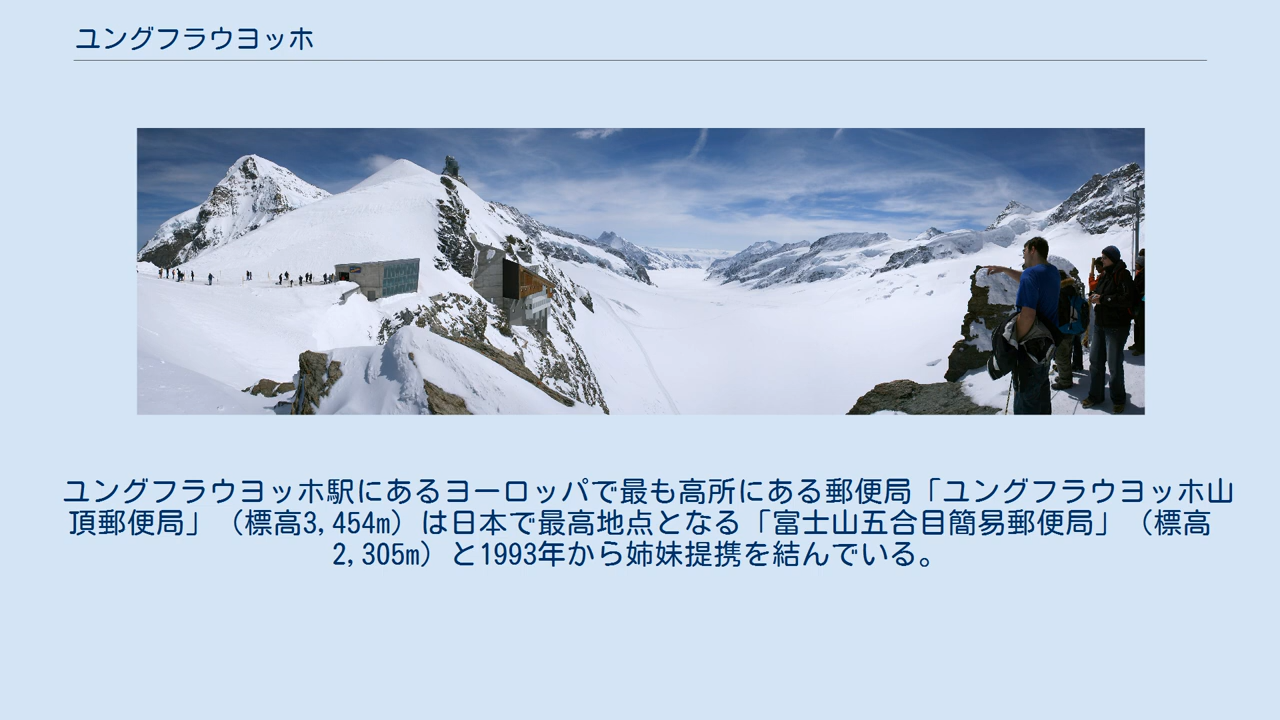 ユングフラウヨッホ
ユングフラウヨッホ駅にあるヨーロッパで最も高所にある郵便局「ユングフラウヨッホ山
頂郵便局」（標高3,454m）は日本で最高地点となる「富士山五合目簡易郵便局」（標高
2,305m）と1993年から姉妹提携を結んでいる。